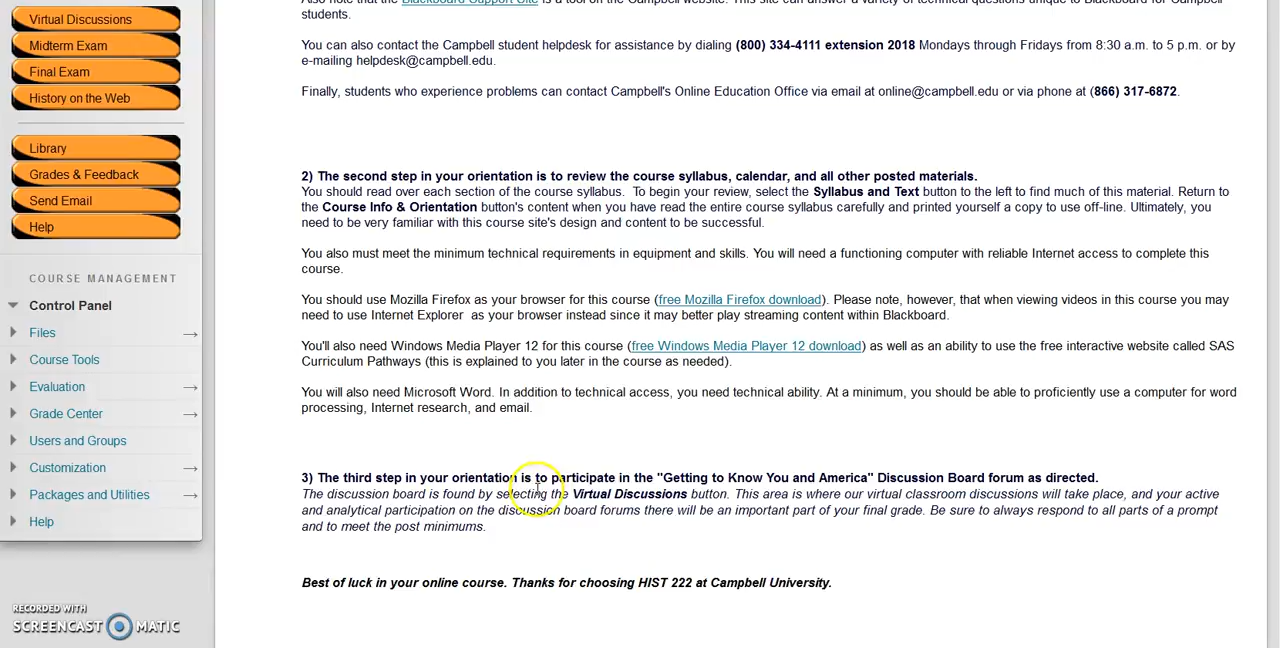 Virtual Discussions
Midterm Exam
Final Exam
History on the Web
Library
Grades & Feedback
Send Email
Help
COURSE MANAGEMENT
Control Panel
Files
Course Tools
Evaluation
Grade Center
Users and Groups
Customization
Packages and Utilities
Help
RECORDED WITH
SCREENCAST MATIC
Also note that the Blackboard Support Site is a tool on the Campbell website. This site can answer a variety of technical questions unique to Blackboard for Campbell
students.
You can also contact the Campbell student helpdesk for assistance by dialing (800) 334-4111 extension 2018 Mondays through Fridays from 8:30 a.m. to 5 p.m. or by
e-mailing helpdesk@campbell.edu.
Finally, students who experience problems can contact Campbell's Online Education Office via email at online@campbell.edu or via phone at (866) 317-6872.
2) The second step in your orientation is to review the course syllabus, calendar, and all other posted materials.
You should read over each section of the course syllabus.  To begin your review, select the Syllabus and Text button to the left to find much of this material. Return to
the Course Info & Orientation button's content when you have read the entire course syllabus carefully and printed yourself a copy to use off-line. Ultimately, you
need to be very familiar with this course site's design and content to be successful.
You also must meet the minimum technical requirements in equipment and skills. You will need a functioning computer with reliable Internet access to complete this
course.
You should use Mozilla Firefox as your browser for this course (free Mozilla Firefox download). Please note, however, that when viewing videos in this course you may
need to use Internet Explorer  as your browser instead since it may better play streaming content within Blackboard.
You'll also need Windows Media Player 12 for this course (free Windows Media Player 12 download) as well as an ability to use the free interactive website called SAS
Curriculum Pathways (this is explained to you later in the course as needed).
You will also need Microsoft Word. In addition to technical access, you need technical ability. At a minimum, you should be able to proficiently use a computer for word
processing, Internet research, and email.
3) The third step in your orientation is to participate in the "Getting to Know You and America" Discussion Board forum as directed.
The discussion board is found by selecting the Virtual Discussions button. This area is where our virtual classroom discussions will take place, and your active
and analytical participation on the discussion board forums there will be an important part of your final grade. Be sure to always respond to all parts of a prompt
and to meet the post minimums.
Best of luck in your online course. Thanks for choosing HIST 222 at Campbell University.